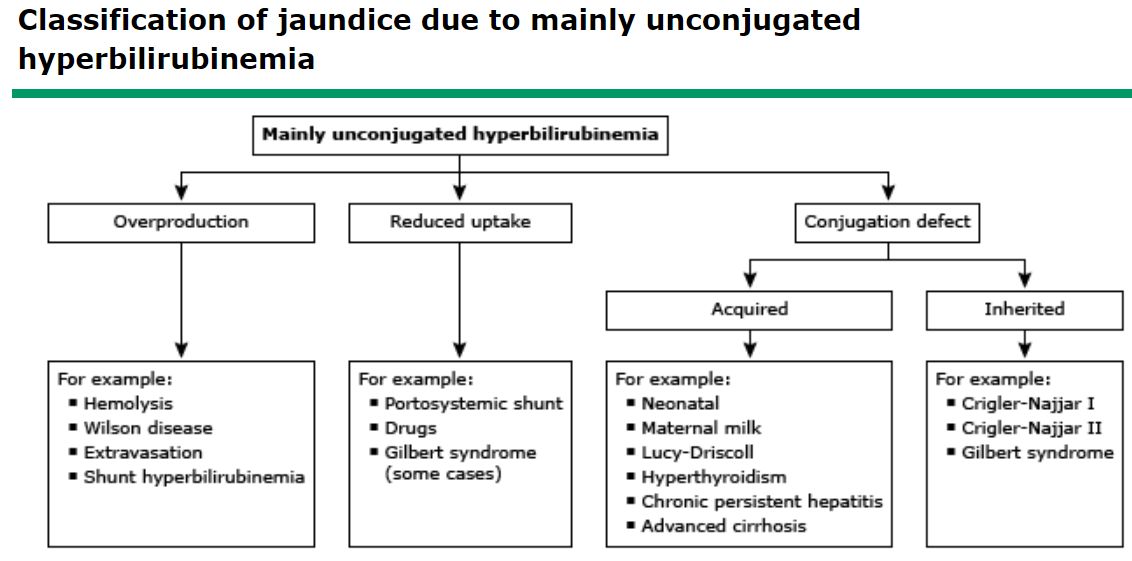 Classification of jaundice due to mainly unconjugated
hyperbilirubinemia
Mainly unconjugated hyperbilirubinemia
Overproduction
Reduced uptake
Conjugation defect
Acquired
Inherited
For example:
▪ Hemolysis
▪ Wilson disease
▪ Extravasation
▪ Shunt hyperbilirubinemia
For example:
▪ Portosystemic shunt
▪ Drugs
▪ Gilbert syndrome
(some cases)
For example:
▪ Neonatal
▪ Maternal milk
▪ Lucy-Driscoll
▪ Hyperthyroidism
▪ Chronic persistent hepatitis
▪ Advanced cirrhosis
For example:
▪ Crigler-Najjar I
▪ Crigler-Najjar II
▪ Gilbert syndrome